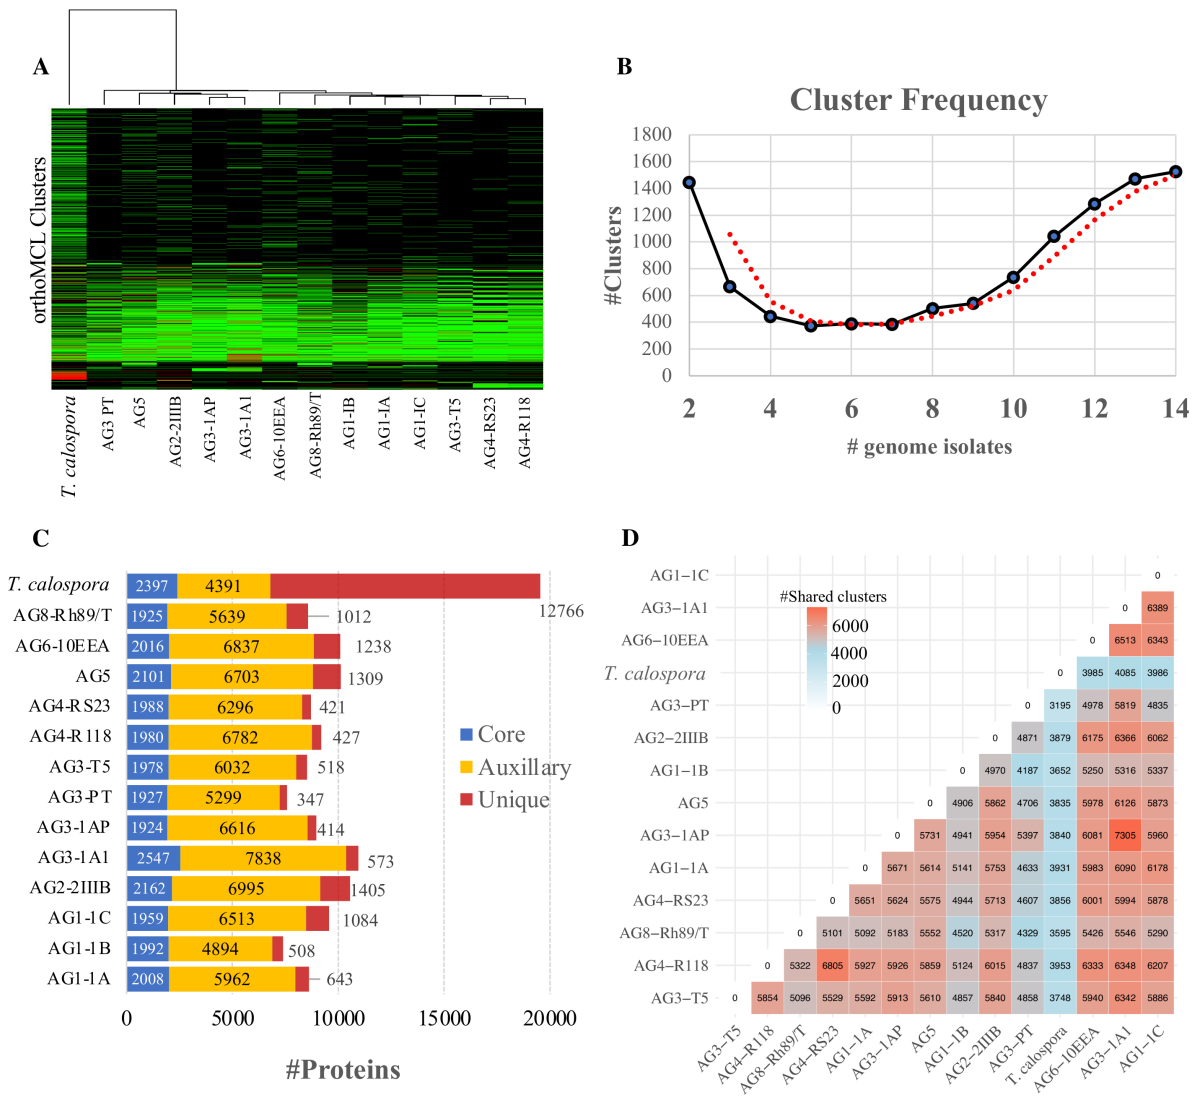 A
orthoMCL Clusters
T. calospora
AG3 PT
AG5
AG2-2IIIB
AG3-1AP
AG3-1A1
AG6-10EEA
AG8-Rh89/T
AG1-IB
AG1-IA
AG1-IC
AG3-T5
AG4-RS23
AG4-R118
B
Cluster Frequency
#Clusters
1800
1600
1400
1200
1000
800
600
400
200
0
2 4 6 8 10 12 14
# genome isolates
C
T. calospora 2397 4391 12766
AG8-Rh89/T 1925 5639 1012
AG6-10EEA 2016 6837 1238
AG5 2101 6703 1309
AG4-RS23 1988 6296 421
AG4-R118 1980 6782 427
AG3-T5 1978 6032 518
AG3-PT 1927 5299 347
AG3-1AP 1924 6616 414
AG3-1A1 2547 7838 573
AG2-2IIIB 2162 6995 1405
AG1-1C 1959 6513 1084
AG1-1B 1992 4894 508
AG1-1A 2008 5962 643
Core
Auxillary
Unique
0 5000 10000 15000 20000
#Proteins
D
#Shared clusters
6000
4000
2000
0
AG1–1C 0
AG3–1A1 0 6389
AG6–10EEA 0 6513 6343
T. calospora 0 3985 4085 3986
AG3–PT 0 3195 4978 5819 4835
AG2–2IIIB 0 4871 3879 6175 6366 6062
AG1–1B 0 4970 4187 3652 5250 5316 5337
AG5 0 4906 5862 4706 3835 5978 6126 5873
AG3–1AP 0 5731 4941 5954 5397 3840 6081 7305 5960
AG1–1A 0 5671 5614 5141 5753 4633 3931 5983 6090 6178
AG4–RS23 0 5651 5624 5575 4944 5713 4607 3856 6001 5994 5878
AG8–Rh89/T 0 5101 5092 5183 5552 4520 5317 4329 3595 5426 5546 5290
AG4–R118 0 5322 6805 5927 5926 5859 5124 6015 4837 3953 6333 6348 6207
AG3–T5 0 5854 5096 5529 5592 5913 5610 4857 5840 4858 3748 5940 6342 5886
AG3–T5
AG4–R118
AG8–Rh89/T
AG4–RS23
AG1–1A
AG3–1AP
AG5
AG1–1B
AG2–2IIIB
AG3–PT
T. calospora
AG6–10EEA
AG3–1A1
AG1–1C